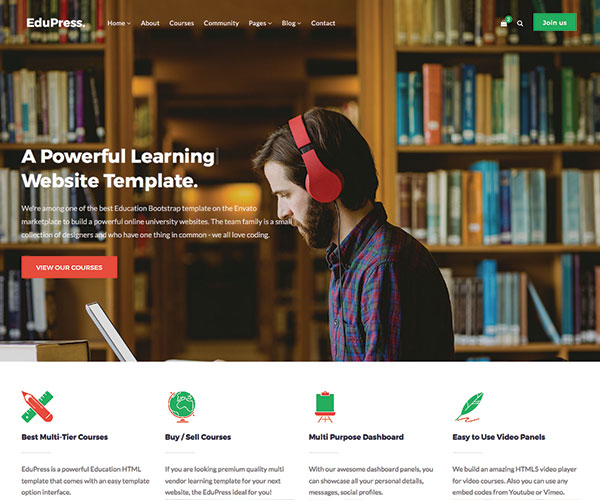 EduPress.
Home About Courses Community Pages Blog Contact
2
Join us
A Powerful Learning
Website Template.
We're among one of the best Education Bootstrap template on the Envato
marketplace to build a powerful online university websites. The team family is a small
collection of designers and who have one thing in common - we all love coding.
VIEW OUR COURSES
Best Multi-Tier Courses
EduPress is a powerful Education HTML
template that comes with an easy template
option interface.
Buy / Sell Courses
If you are looking premium quality multi
vendor learning template for your next
website, the EduPress ideal for you!
Multi Purpose Dashboard
With our awesome dashboard panels, you
can showcase all your personal details,
messages, social profiles.
Easy to Use Video Panels
We build an amazing HTML5 video player
for video courses. Also you can use any
embed codes from Youtube or Vimeo.